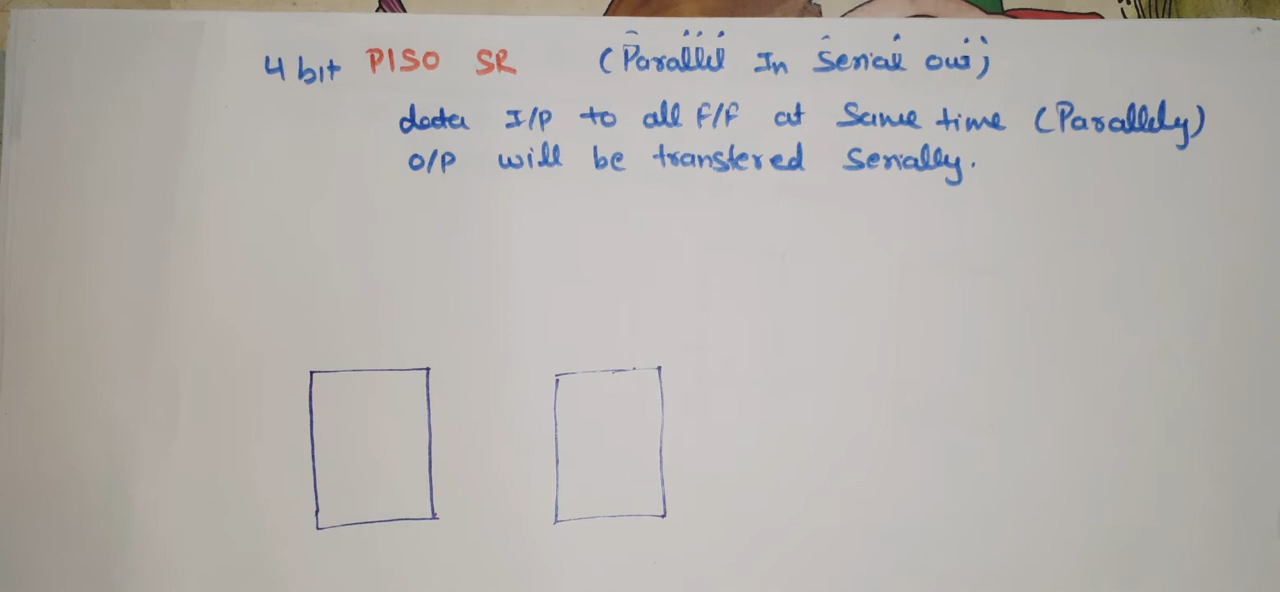 4 bit PISO SR (Parallel In Serial out)
data I/P to all F/F at Same time (Parallely)
O/P will be transfered Serially.